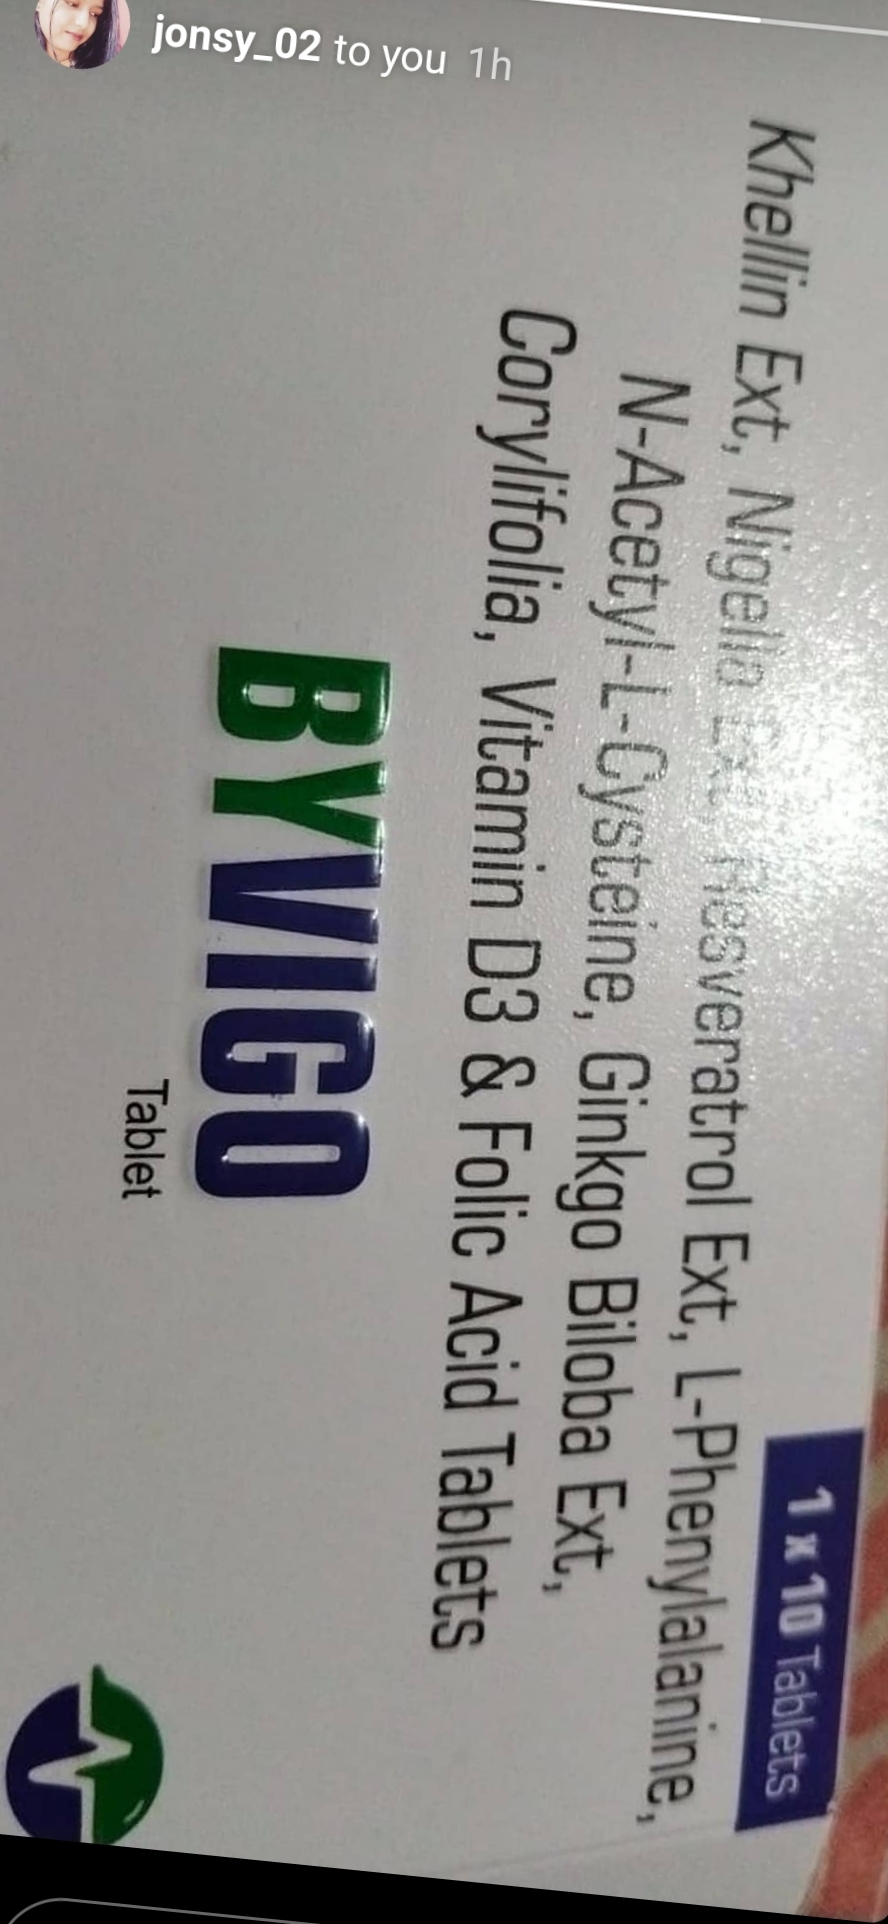 jonsy_02 to you 1h
1 x 10 Tablets
Khellin Ext, Nigella Ext, Resveratrol Ext, L-Phenylalanine,
N-Acetyl-L-Cysteine, Ginkgo Biloba Ext,
Corylifolia, Vitamin D3 & Folic Acid Tablets
BYVIGO
Tablet